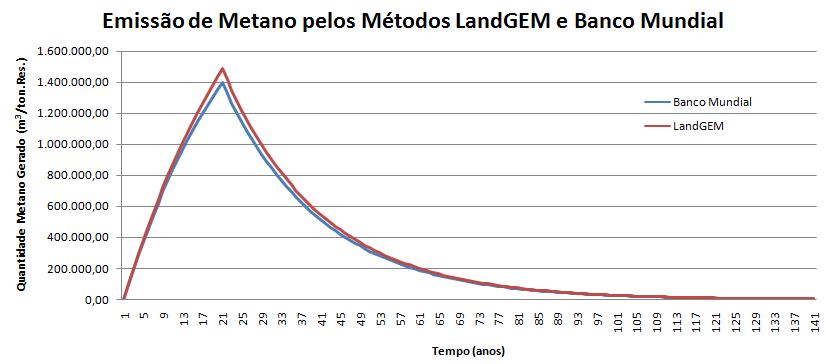 Emissão de Metano pelos Métodos LandGEM e Banco Mundial
Quantidade Metano Gerado (m³/ton.Res.)
1.600.000,00
1.400.000,00
1.200.000,00
1.000.000,00
800.000,00
600.000,00
400.000,00
200.000,00
0,00
Banco Mundial
LandGEM
1 5 9 13 17 21 25 29 33 37 41 45 49 53 57 61 65 69 73 77 81 85 89 93 97 101 105 109 113 117 121 125 129 133 137 141
Tempo (anos)